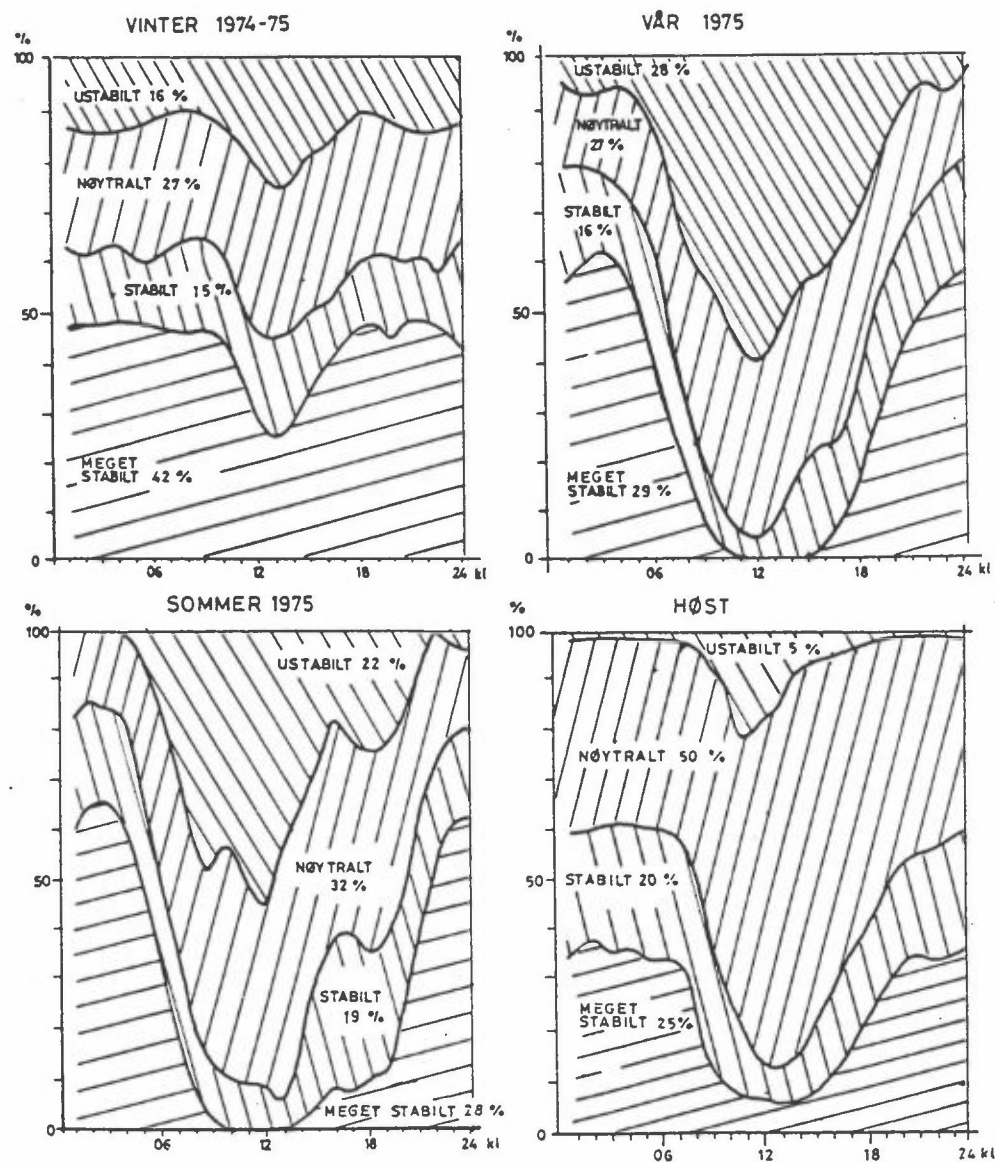 VINTER 1974-75
%
100
USTABILT 16 %
NØYTRALT 27 %
50
STABILT 15 %
MEGET
STABILT 42 %
0
06
12
18
24 kl
VÅR 1975
%
100
USTABILT 28 %
NØYTRALT
27 %
STABILT
16 %
50
MEGET
STABILT 29 %
0
06
12
18
24 kl
SOMMER 1975
%
100
USTABILT 22 %
50
NØYTRALT
32 %
STABILT
19 %
MEGET STABILT 28 %
0
06
12
18
24 kl
HØST
%
100
USTABILT 5 %
NØYTRALT 50 %
50
STABILT 20 %
MEGET
STABILT 25%
0
06
12
18
24 kl